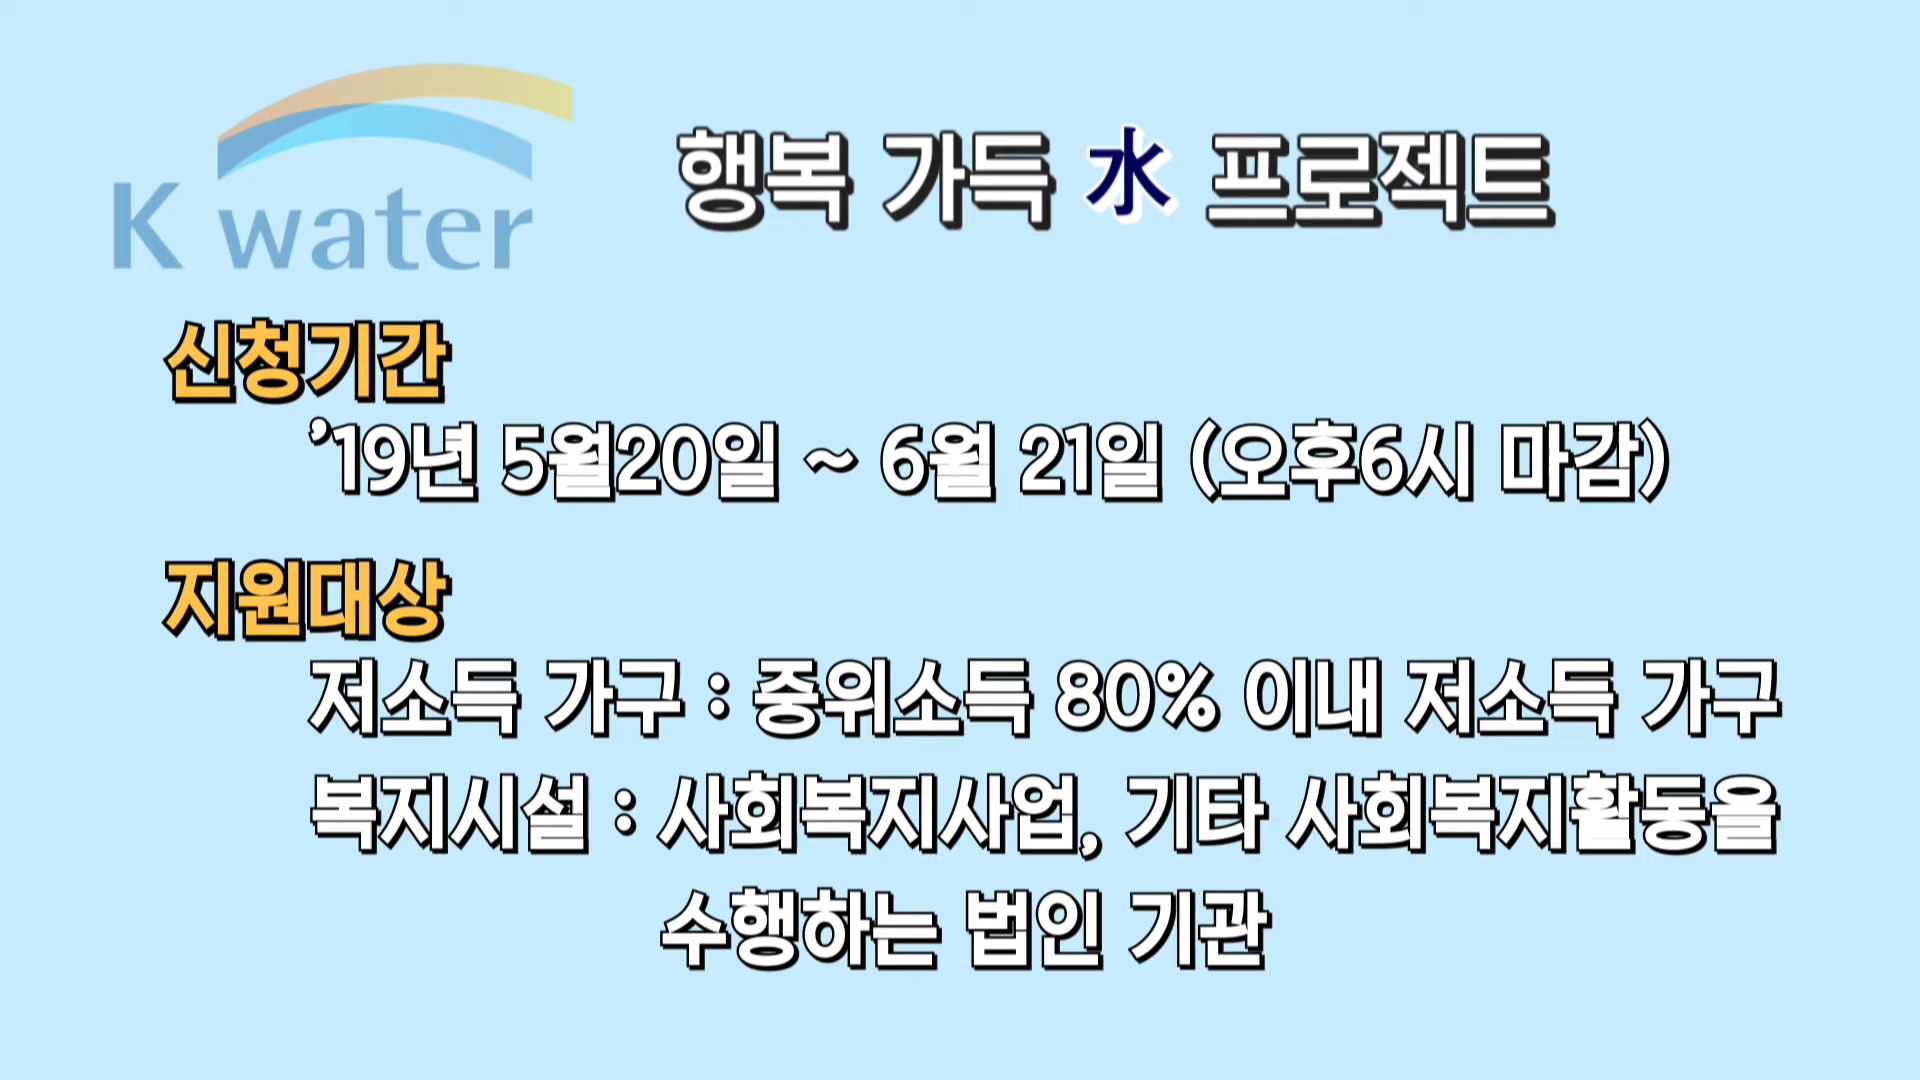 K water
행복 가득 水 프로젝트
신청기간
’19년 5월20일 ~ 6월 21일 (오후6시 마감)
지원대상
저소득 가구 : 중위소득 80% 이내 저소득 가구
복지시설 : 사회복지사업, 기타 사회복지활동을
수행하는 법인 기관